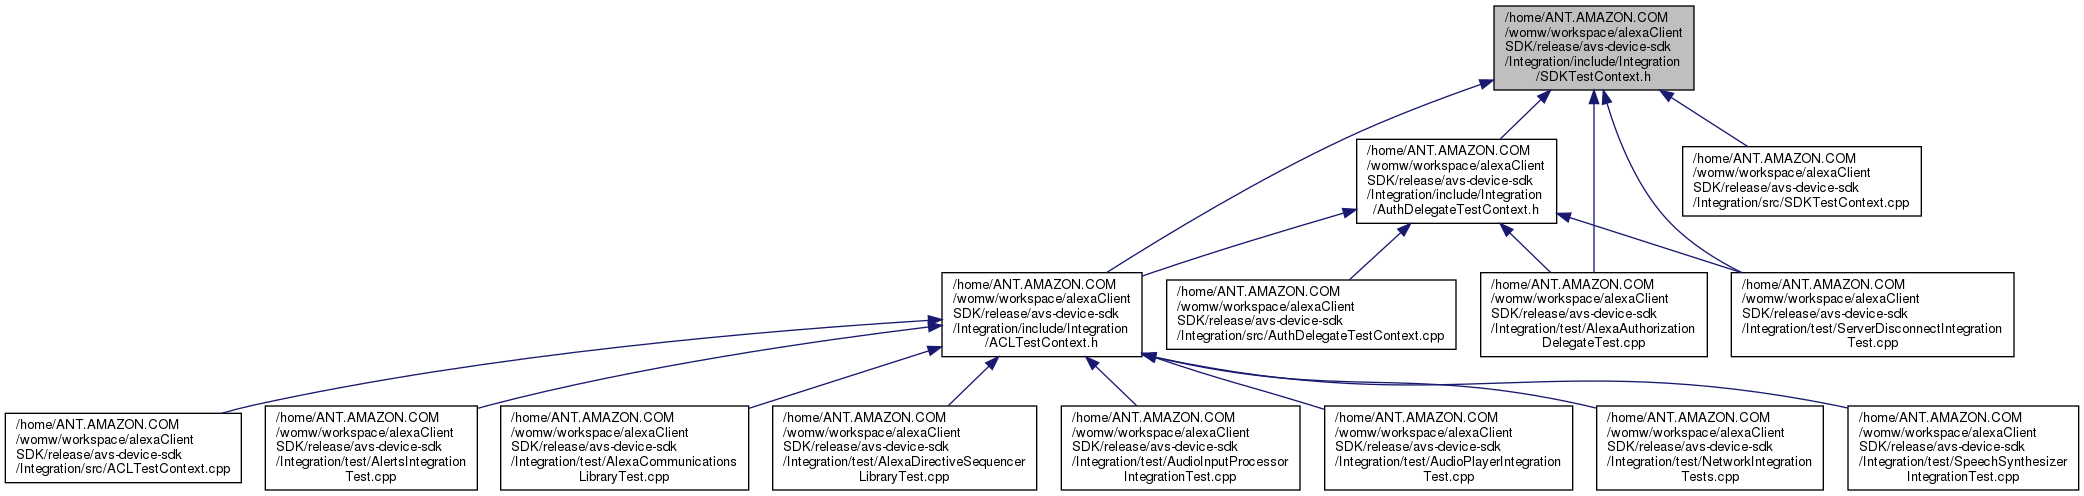 /home/ANT.AMAZON.COM
/womw/workspace/alexaClient
SDK/release/avs-device-sdk
/Integration/include/Integration
/SDKTestContext.h
/home/ANT.AMAZON.COM
/womw/workspace/alexaClient
SDK/release/avs-device-sdk
/Integration/include/Integration
/AuthDelegateTestContext.h
/home/ANT.AMAZON.COM
/womw/workspace/alexaClient
SDK/release/avs-device-sdk
/Integration/src/SDKTestContext.cpp
/home/ANT.AMAZON.COM
/womw/workspace/alexaClient
SDK/release/avs-device-sdk
/Integration/include/Integration
/ACLTestContext.h
/home/ANT.AMAZON.COM
/womw/workspace/alexaClient
SDK/release/avs-device-sdk
/Integration/src/AuthDelegateTestContext.cpp
/home/ANT.AMAZON.COM
/womw/workspace/alexaClient
SDK/release/avs-device-sdk
/Integration/test/AlexaAuthorization
DelegateTest.cpp
/home/ANT.AMAZON.COM
/womw/workspace/alexaClient
SDK/release/avs-device-sdk
/Integration/test/ServerDisconnectIntegration
Test.cpp
/home/ANT.AMAZON.COM
/womw/workspace/alexaClient
SDK/release/avs-device-sdk
/Integration/src/ACLTestContext.cpp
/home/ANT.AMAZON.COM
/womw/workspace/alexaClient
SDK/release/avs-device-sdk
/Integration/test/AlertsIntegration
Test.cpp
/home/ANT.AMAZON.COM
/womw/workspace/alexaClient
SDK/release/avs-device-sdk
/Integration/test/AlexaCommunications
LibraryTest.cpp
/home/ANT.AMAZON.COM
/womw/workspace/alexaClient
SDK/release/avs-device-sdk
/Integration/test/AlexaDirectiveSequencer
LibraryTest.cpp
/home/ANT.AMAZON.COM
/womw/workspace/alexaClient
SDK/release/avs-device-sdk
/Integration/test/AudioInputProcessor
IntegrationTest.cpp
/home/ANT.AMAZON.COM
/womw/workspace/alexaClient
SDK/release/avs-device-sdk
/Integration/test/AudioPlayerIntegration
Test.cpp
/home/ANT.AMAZON.COM
/womw/workspace/alexaClient
SDK/release/avs-device-sdk
/Integration/test/NetworkIntegration
Tests.cpp
/home/ANT.AMAZON.COM
/womw/workspace/alexaClient
SDK/release/avs-device-sdk
/Integration/test/SpeechSynthesizer
IntegrationTest.cpp